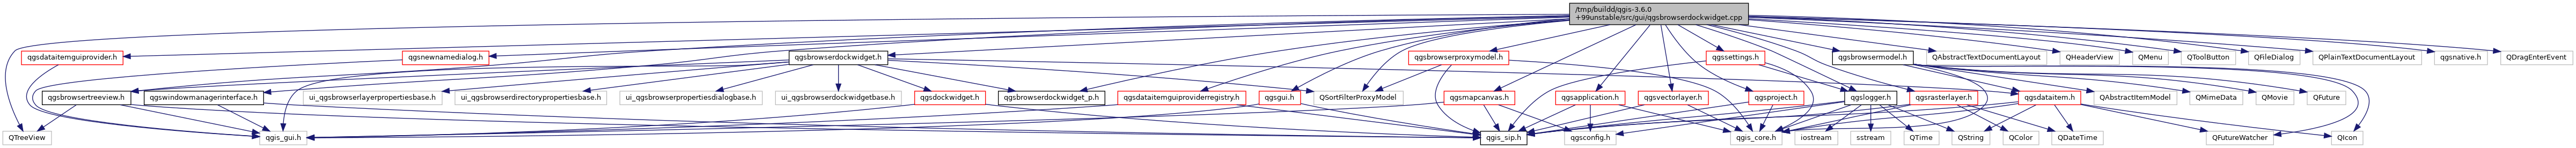 /tmp/buildd/qgis-3.6.0
+99unstable/src/gui/qgsbrowserdockwidget.cpp
qgsdataitemguiprovider.h
qgsnewnamedialog.h
qgsbrowserdockwidget.h
qgsbrowserproxymodel.h
qgssettings.h
qgsbrowsermodel.h
QAbstractTextDocumentLayout
QHeaderView
QMenu
QToolButton
QFileDialog
QPlainTextDocumentLayout
qgsnative.h
QDragEnterEvent
qgsbrowsertreeview.h
qgswindowmanagerinterface.h
ui_qgsbrowserlayerpropertiesbase.h
ui_qgsbrowserdirectorypropertiesbase.h
ui_qgsbrowserpropertiesdialogbase.h
ui_qgsbrowserdockwidgetbase.h
qgsdockwidget.h
qgsbrowserdockwidget_p.h
qgsdataitemguiproviderregistry.h
qgsgui.h
QSortFilterProxyModel
qgsmapcanvas.h
qgsapplication.h
qgsvectorlayer.h
qgsproject.h
qgslogger.h
qgsrasterlayer.h
qgsdataitem.h
QAbstractItemModel
QMimeData
QMovie
QFuture
QTreeView
qgis_gui.h
qgis_sip.h
qgsconfig.h
qgis_core.h
iostream
sstream
QTime
QString
QColor
QDateTime
QFutureWatcher
QIcon